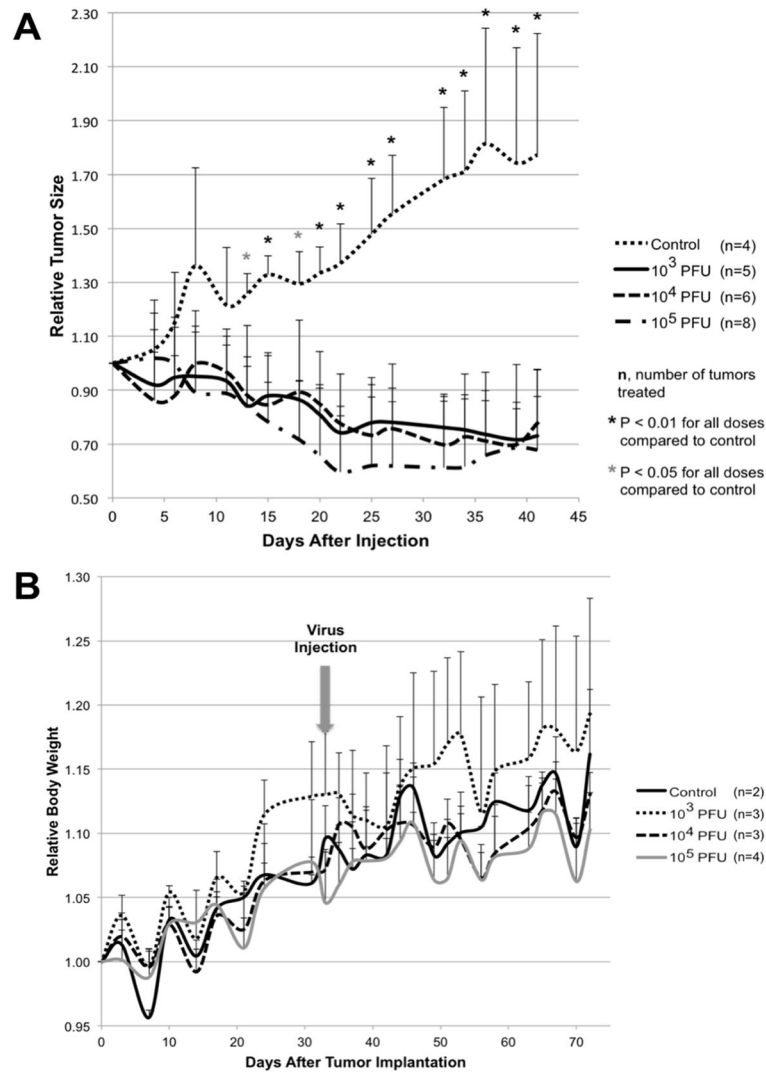 A
2.30
2.10
1.90
1.70
1.50
1.30
1.10
0.90
0.70
0.50
Relative Tumor Size
0 5 10 15 20 25 30 35 40 45
Days After Injection
* * * * * * * * * * * *
Control (n=4)
10³ PFU (n=5)
10⁴ PFU (n=6)
10⁵ PFU (n=8)
n, number of tumors
treated
* P < 0.01 for all doses
compared to control
* P < 0.05 for all doses
compared to control
B
1.30
1.25
1.20
1.15
1.10
1.05
1.00
0.95
Relative Body Weight
Virus
Injection
0 10 20 30 40 50 60 70
Days After Tumor Implantation
Control (n=2)
10³ PFU (n=3)
10⁴ PFU (n=3)
10⁵ PFU (n=4)